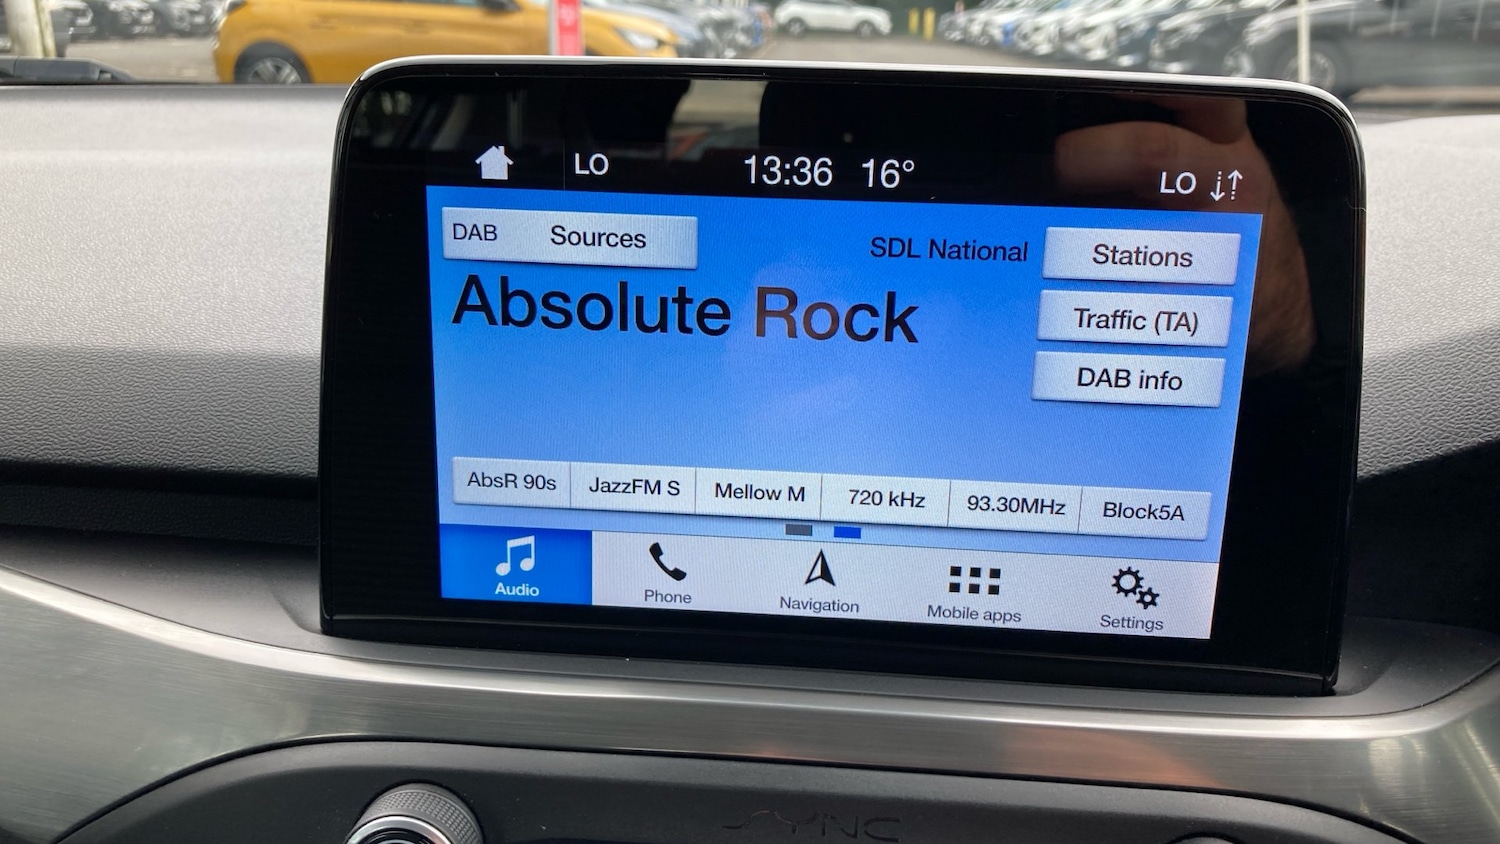 LO 13:36 16° LO
DAB Sources
SDL National
Stations
Absolute Rock
Traffic (TA)
DAB info
AbsR 90s JazzFM S Mellow M 720 kHz 93.30MHz Block5A
Audio Phone Navigation Mobile apps Settings
SYNC